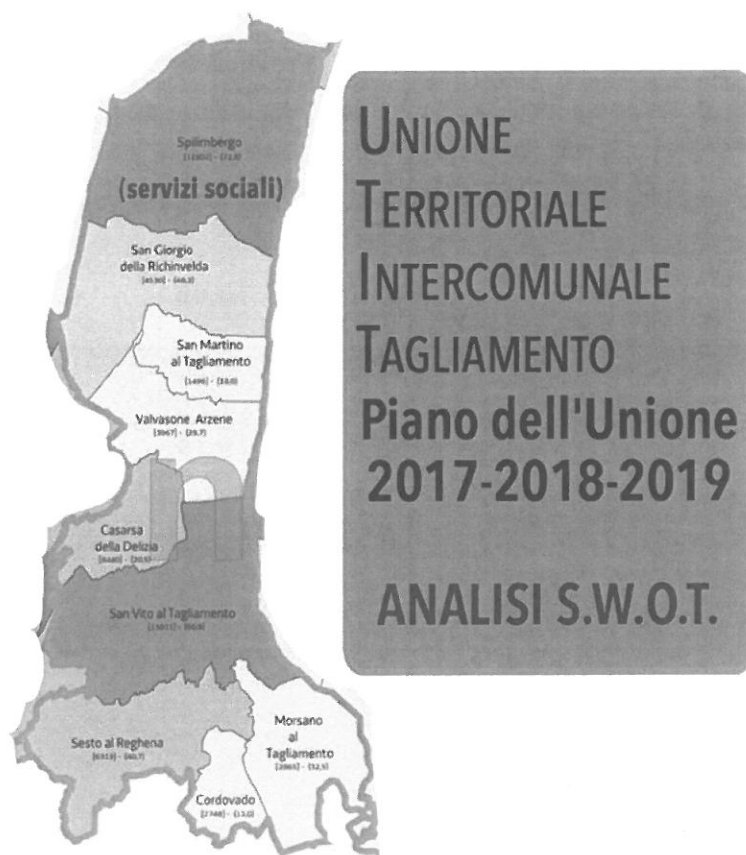 Spilimbergo
(servizi sociali)
San Giorgio
della Richinvelda
San Martino
al Tagliamento
Valvasone Arzene
Casarsa
della Delizia
San Vito al Tagliamento
Sesto al Reghena
Morsano
al
Tagliamento
Cordovado
UNIONE
TERRITORIALE
INTERCOMUNALE
TAGLIAMENTO
Piano dell'Unione
2017-2018-2019
ANALISI S.W.O.T.